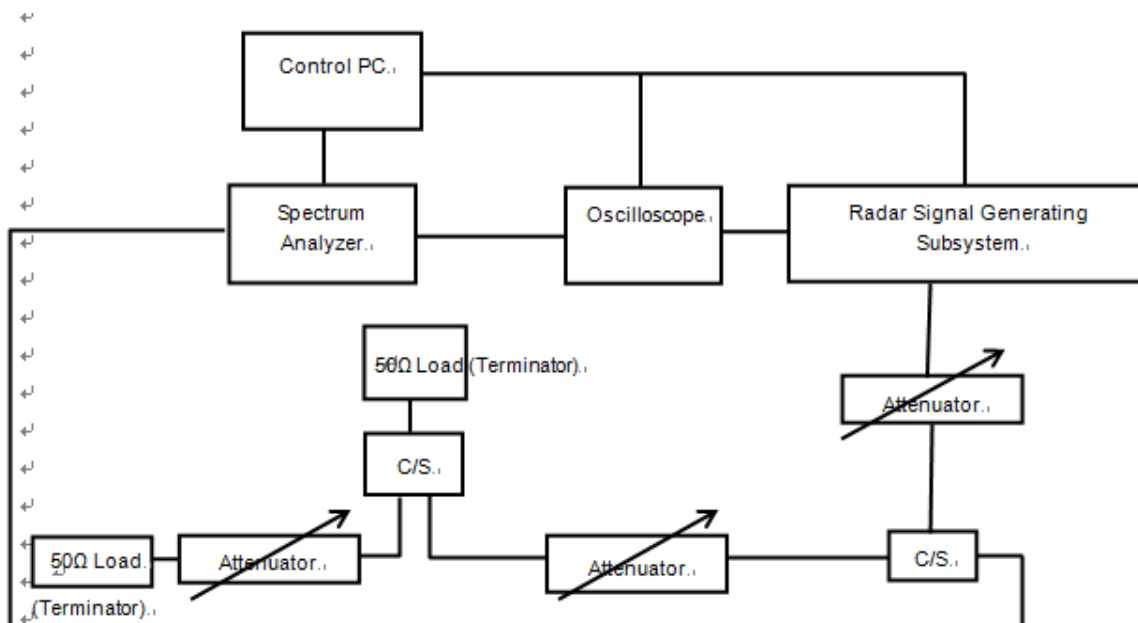 Control PC.
Spectrum
Analyzer.
Oscilloscope.
Radar Signal Generating
Subsystem.
50Ω Load (Terminator).
Attenuator.
C/S.
50Ω Load.
(Terminator).
Attenuator.
Attenuator.
C/S.